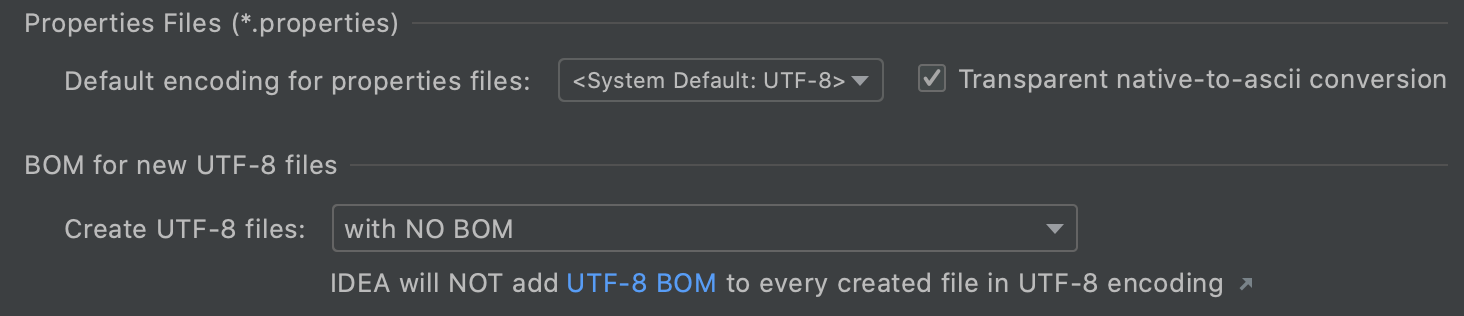 Properties Files (*.properties)
Default encoding for properties files: <System Default: UTF-8> Transparent native-to-ascii conversion
BOM for new UTF-8 files
Create UTF-8 files: with NO BOM
IDEA will NOT add UTF-8 BOM to every created file in UTF-8 encoding ↗